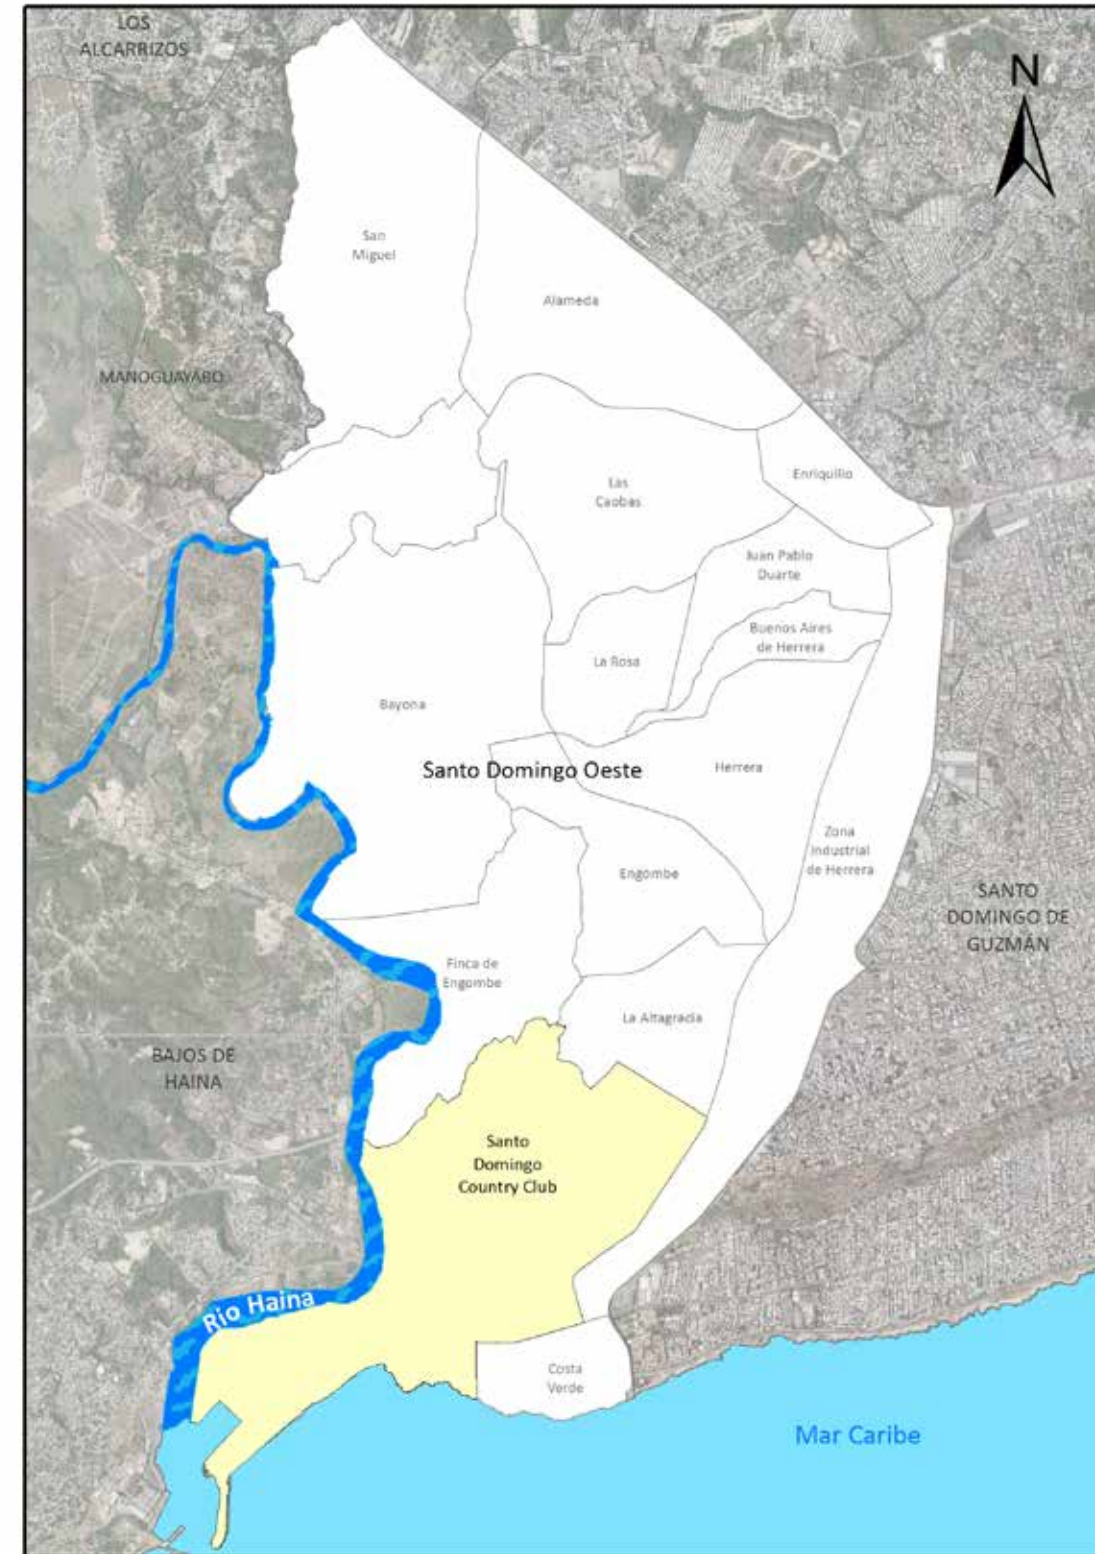 LOS
ALCARRIZOS
N
San
Miguel
Alameda
MANOGUAYABO
Enriquillo
Las
Caobas
Juan Pablo
Duarte
Buenos Aires
de Herrera
La Rosa
Bayona
Santo Domingo Oeste
Herrera
Zona
Industrial
de Herrera
Engombe
SANTO
DOMINGO DE
GUZMÁN
Finca de
Engombe
La Altagracia
BAJOS DE
HAINA
Santo
Domingo
Country Club
Río Haina
Costa
Verde
Mar Caribe